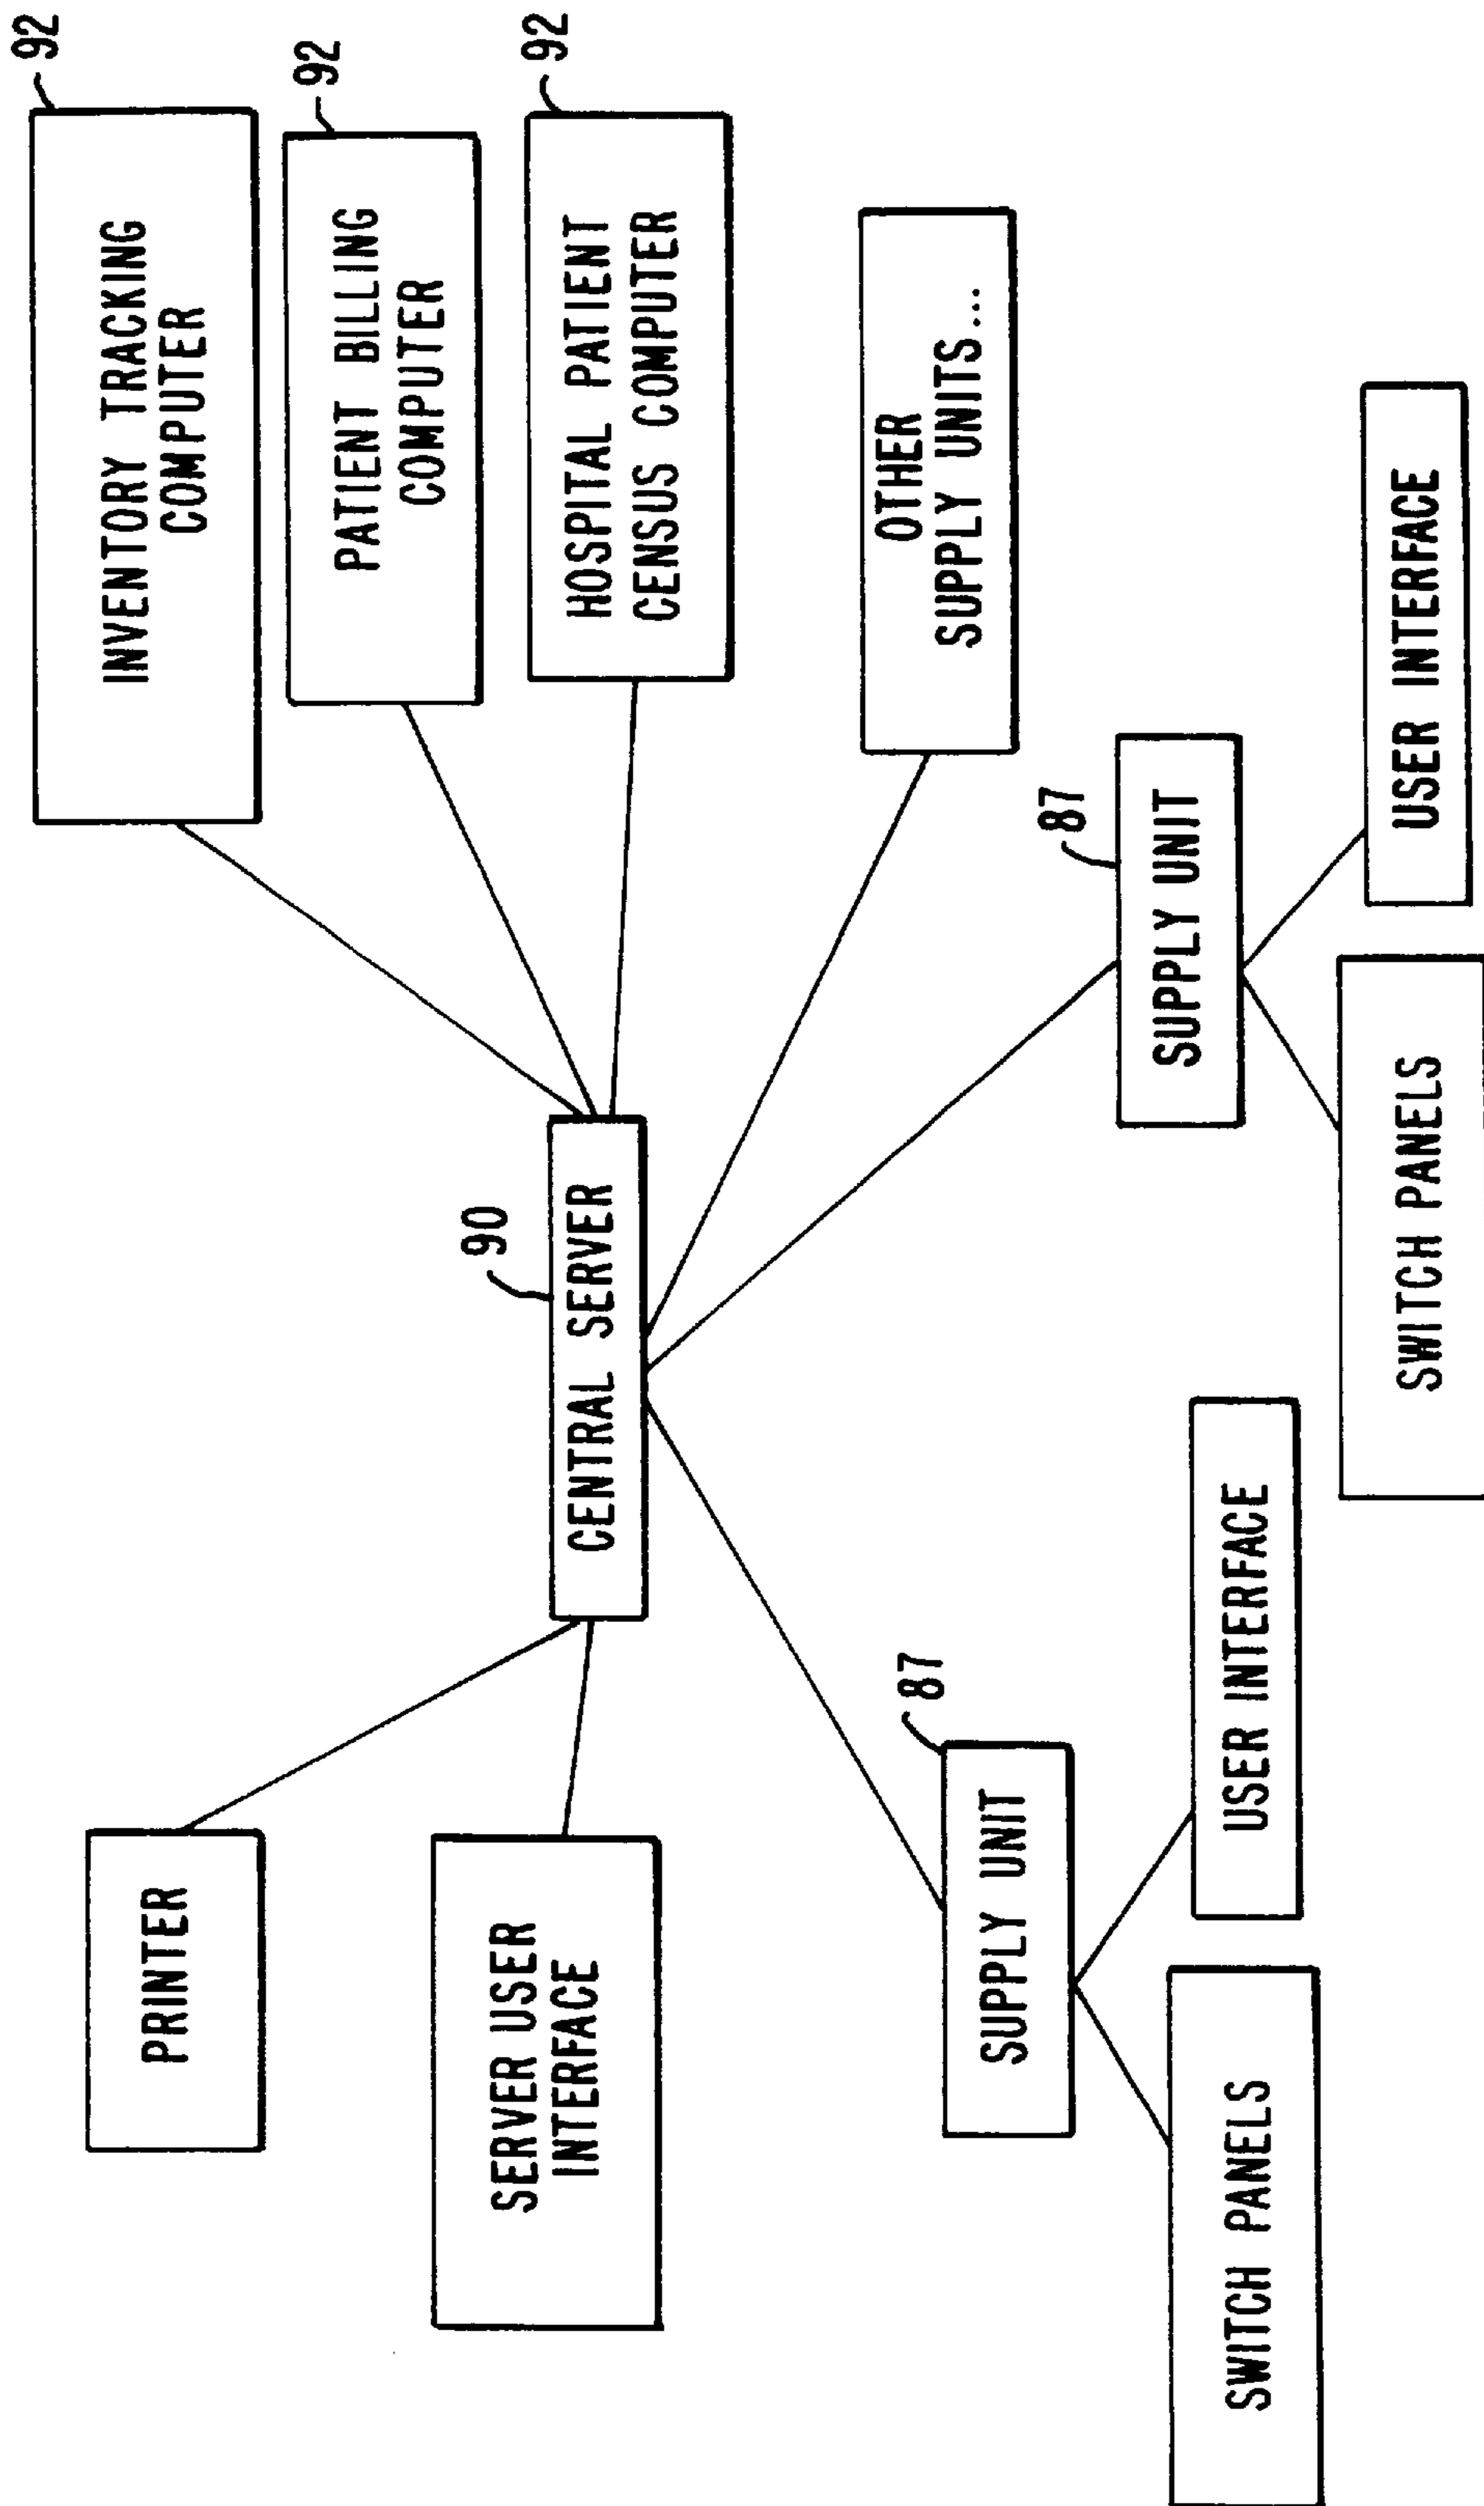 92
INVENTORY TRACKING
COMPUTER
92
PATIENT BILLING
COMPUTER
92
HOSPITAL PATIENT
CENSUS COMPUTER
PRINTER
SERVER USER
INTERFACE
90
CENTRAL SERVER
OTHER
SUPPLY UNITS...
87
SUPPLY UNIT
87
SUPPLY UNIT
SWITCH PANELS
USER INTERFACE
SWITCH PANELS
USER INTERFACE